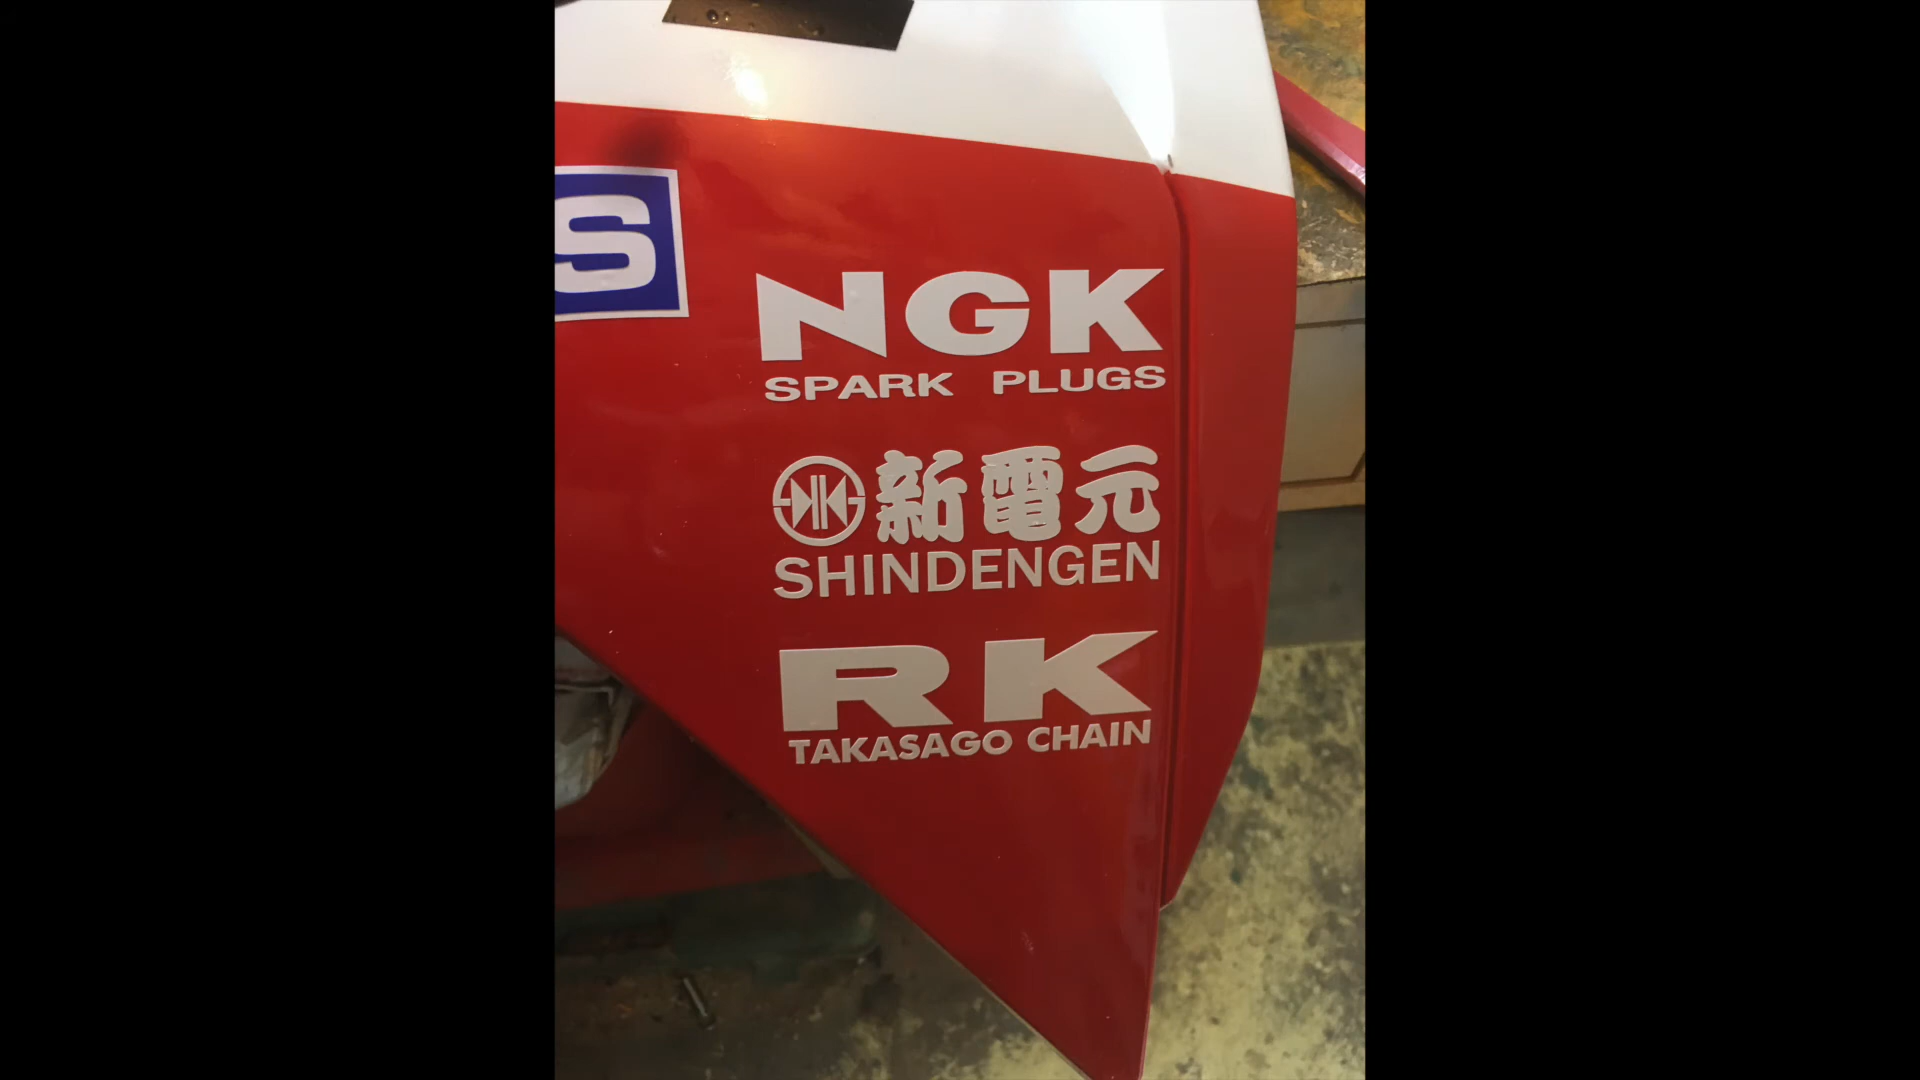 S
NGK
SPARK PLUGS
新電元
SHINDENGEN
RK
TAKASAGO CHAIN